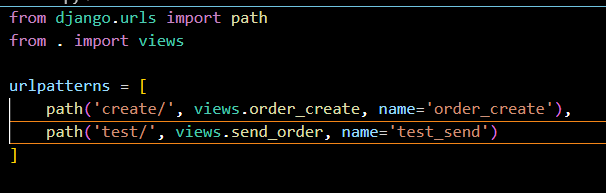 from django.urls import path
from . import views
urlpatterns = [
path('create/', views.order_create, name='order_create'),
path('test/', views.send_order, name='test_send')
]